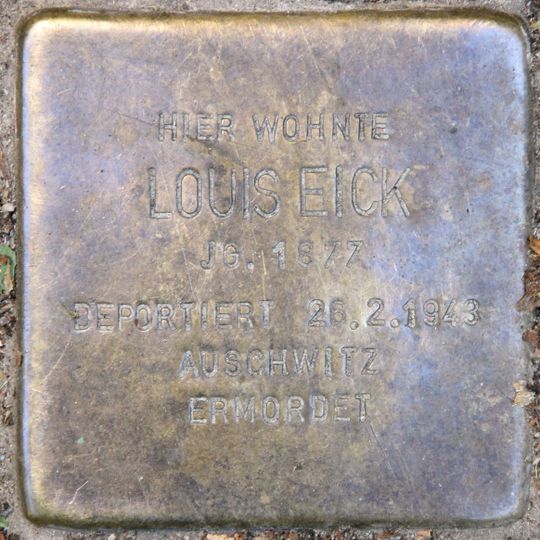 HIER WOHNTE
LOUIS EICK
JG. 1877
DEPORTIERT 26.2.1943
AUSCHWITZ
ERMORDET